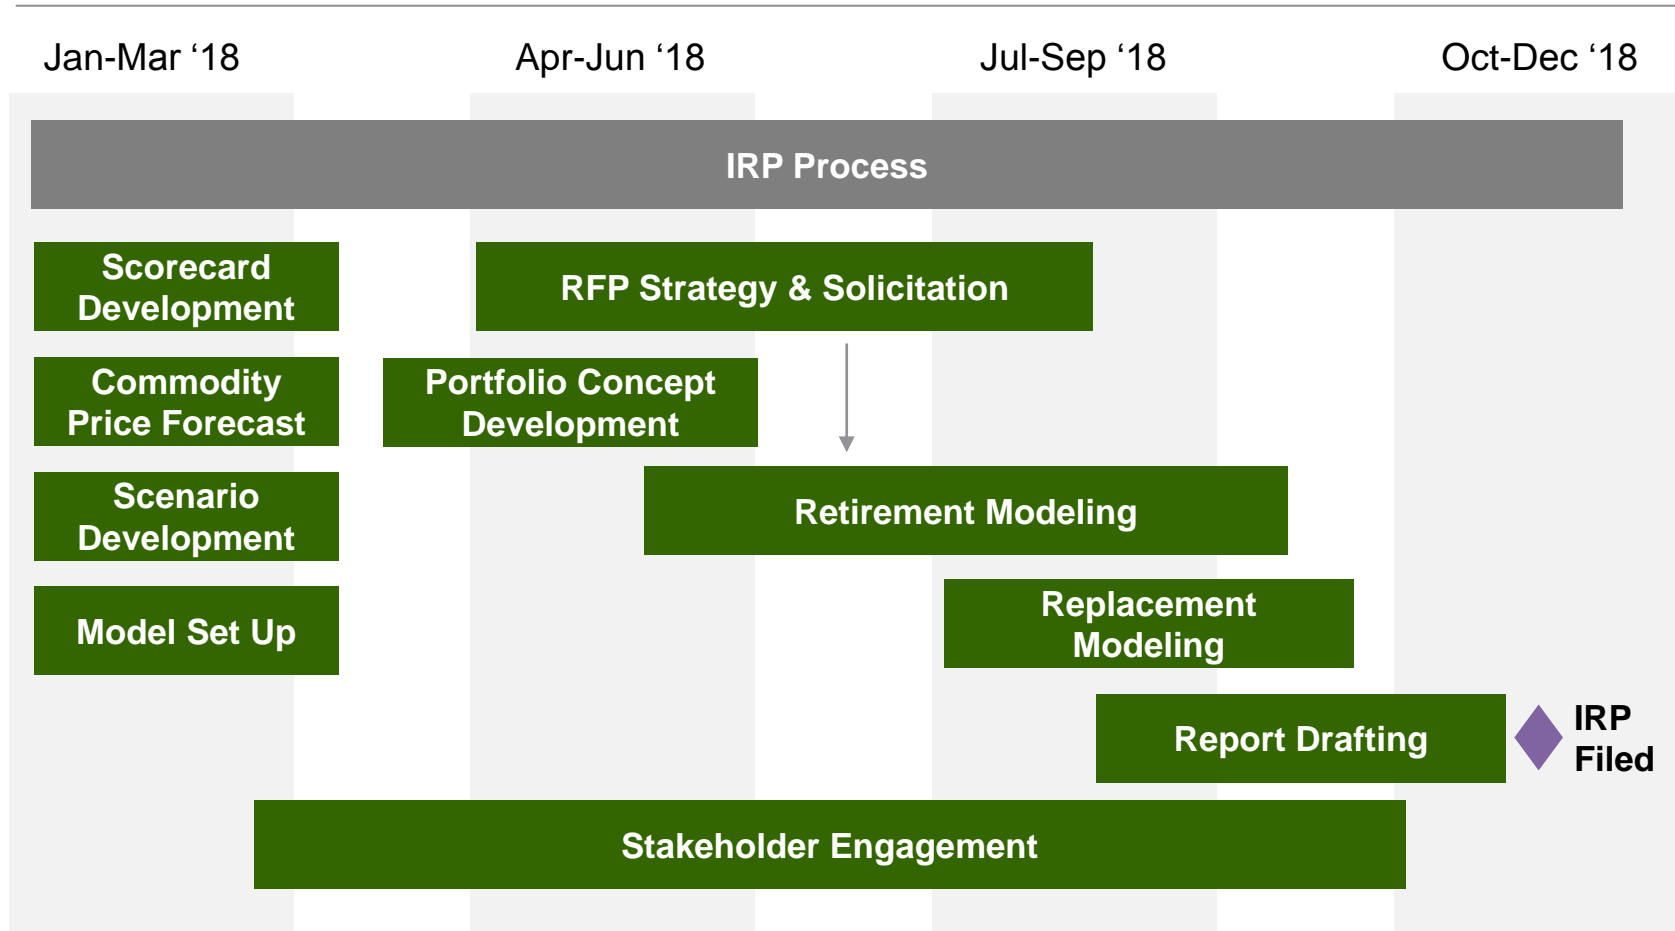 Jan-Mar ‘18
Apr-Jun ‘18
Jul-Sep ‘18
Oct-Dec ‘18
IRP Process
Scorecard
Development
RFP Strategy & Solicitation
Commodity
Price Forecast
Portfolio Concept
Development
Scenario
Development
Retirement Modeling
Model Set Up
Replacement
Modeling
Report Drafting
IRP
Filed
Stakeholder Engagement